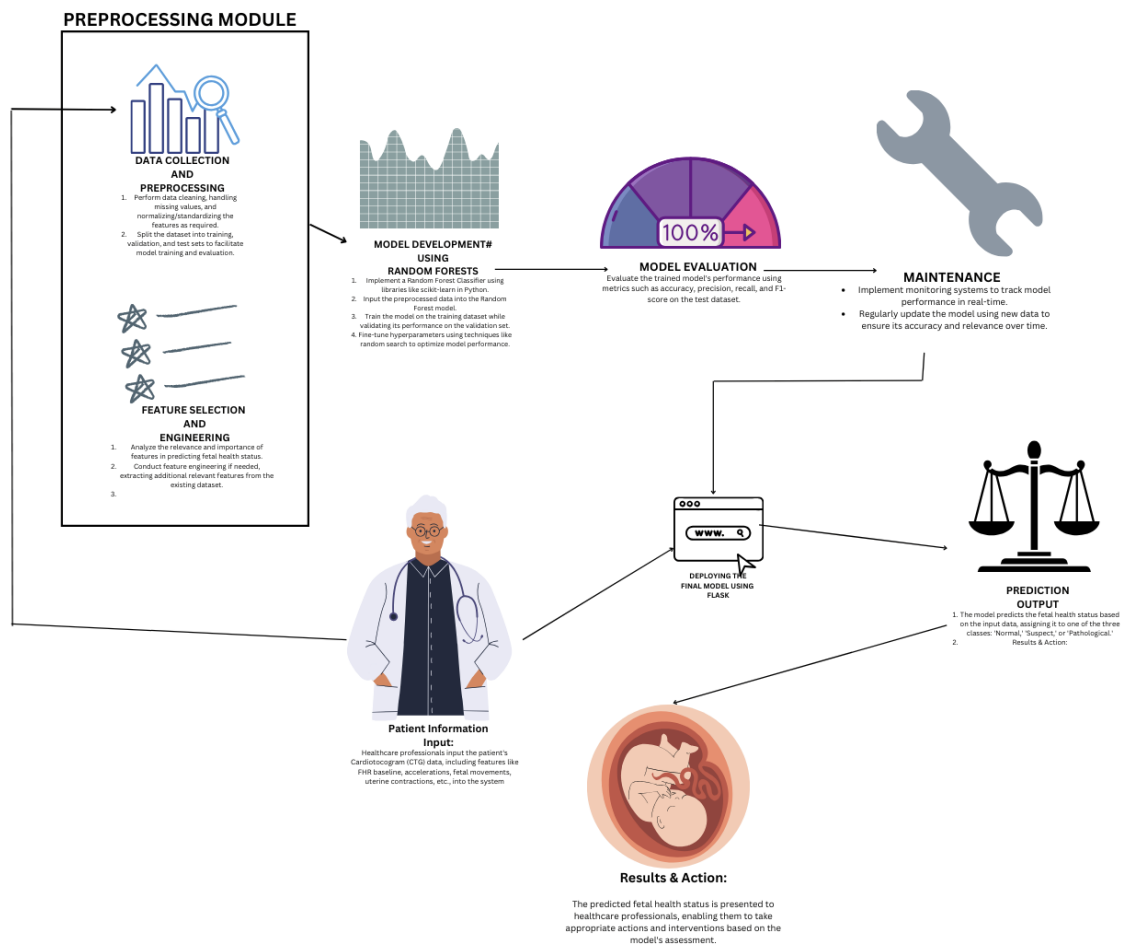 PREPROCESSING MODULE
DATA COLLECTION
AND
PREPROCESSING
1. Perform data cleaning, handling
missing values, and
normalizing/standardizing the
features as required.
2. Split the dataset into training,
validation, and test sets to facilitate
model training and evaluation.
FEATURE SELECTION
AND
ENGINEERING
1. Analyze the relevance and importance of
features in predicting fetal health status.
2. Conduct feature engineering if needed,
extracting additional relevant features from the
existing dataset.
3.
MODEL DEVELOPMENT#
USING
RANDOM FORESTS
1. Implement a Random Forest Classifier using
libraries like scikit-learn in Python.
2. Input the preprocessed data into the Random
Forest model.
3. Train the model on the training dataset while
validating its performance on the validation set.
4. Fine-tune hyperparameters using techniques like
random search to optimize model performance.
100%
MODEL EVALUATION
Evaluate the trained model's performance using
metrics such as accuracy, precision, recall, and F1-
score on the test dataset.
MAINTENANCE
• Implement monitoring systems to track model
performance in real-time.
• Regularly update the model using new data to
ensure its accuracy and relevance over time.
www.
DEPLOYING THE
FINAL MODEL USING
FLASK
PREDICTION
OUTPUT
1. The model predicts the fetal health status based
on the input data, assigning it to one of the three
classes: 'Normal,' 'Suspect,' or 'Pathological.'
2. Results & Action:
Patient Information
Input:
Healthcare professionals input the patient's
Cardiotocogram (CTG) data, including features like
FHR baseline, accelerations, fetal movements,
uterine contractions, etc., into the system
Results & Action:
The predicted fetal health status is presented to
healthcare professionals, enabling them to take
appropriate actions and interventions based on the
model's assessment.